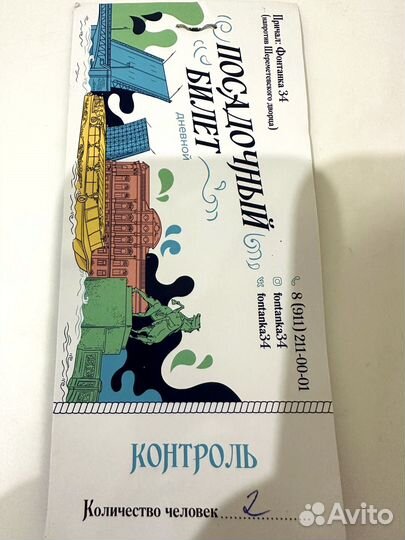 Причал: Фонтанка 34
(напротив Шереметевского дворца)
ПОСАДОЧНЫЙ
БИЛЕТ
дневной
8 (911) 211-00-01
fontanka34
fontanka34
КОНТРОЛЬ
Количество человек 2
Avito